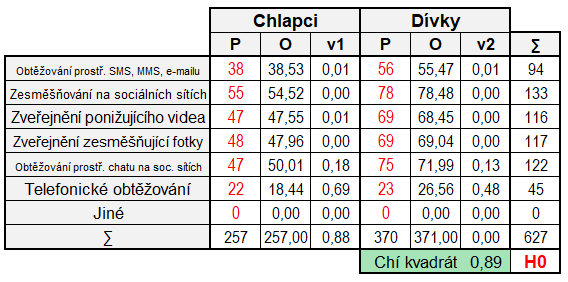 Chlapci Dívky
P O v1 P O v2 ∑
Obtěžování prostř. SMS, MMS, e-mailu 38 38,53 0,01 56 55,47 0,01 94
Zesměšňování na sociálních sítích 55 54,52 0,00 78 78,48 0,00 133
Zveřejnění ponižující videa 47 47,55 0,01 69 68,45 0,00 116
Zveřejnění zesměšňující fotky 48 47,96 0,00 69 69,04 0,00 117
Obtěžování prostř. chatu na soc. sítích 47 50,01 0,18 75 71,99 0,13 122
Telefonické obtěžování 22 18,44 0,69 23 26,56 0,48 45
Jiné 0 0,00 0,00 0 0,00 0,00 0
∑ 257 257,00 0,88 370 371,00 0,00 627
Chí kvadrát 0,89 H0